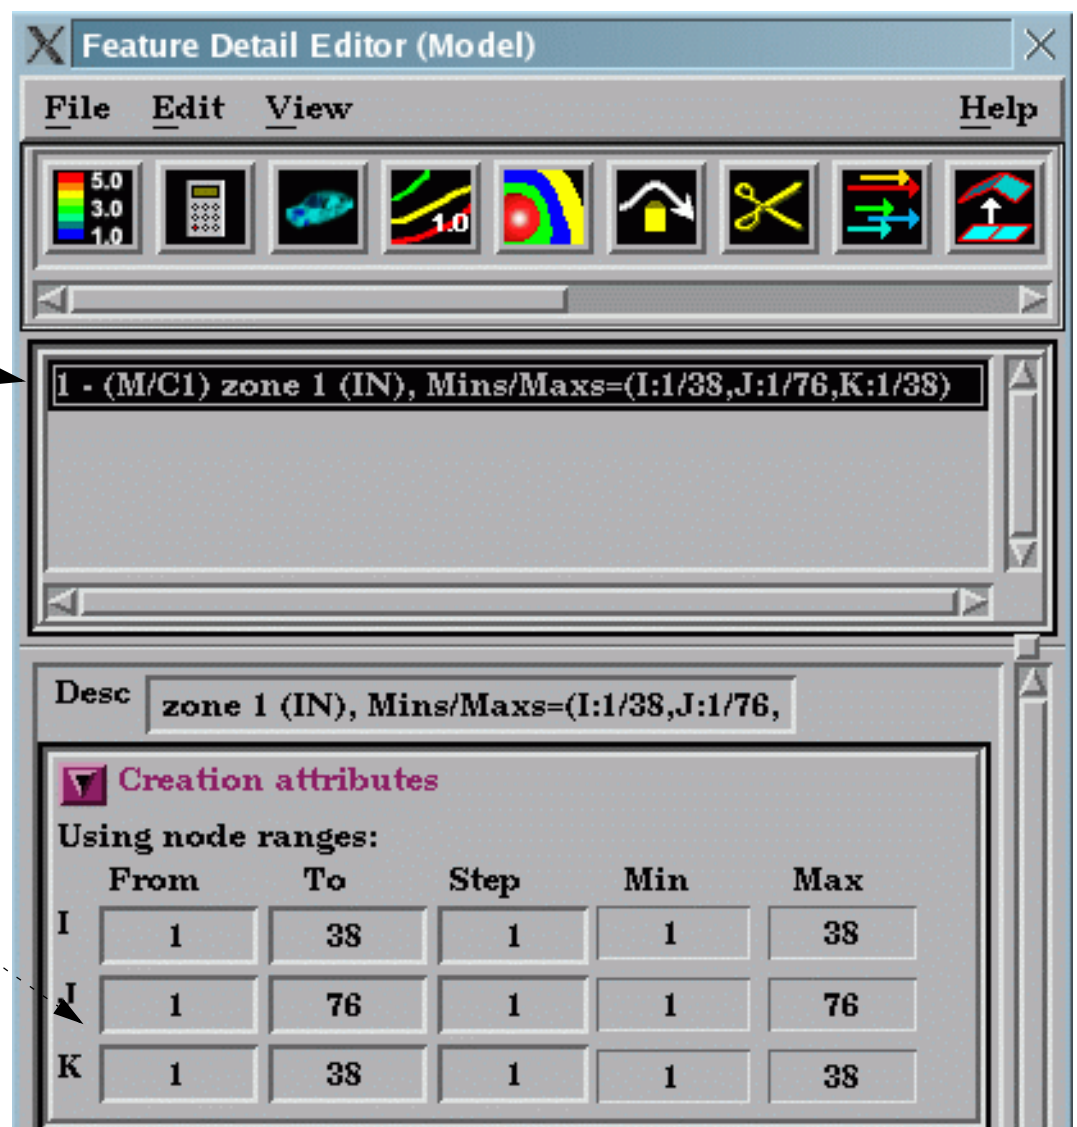 Feature Detail Editor (Model)
File Edit View Help
5.0
3.0
1.0
1.0
1 - (M/C1) zone 1 (IN), Mins/Maxs=(I:1/38,J:1/76,K:1/38)
Desc zone 1 (IN), Mins/Maxs=(I:1/38,J:1/76,
Creation attributes
Using node ranges:
From To Step Min Max
I 1 38 1 1 38
J 1 76 1 1 76
K 1 38 1 1 38